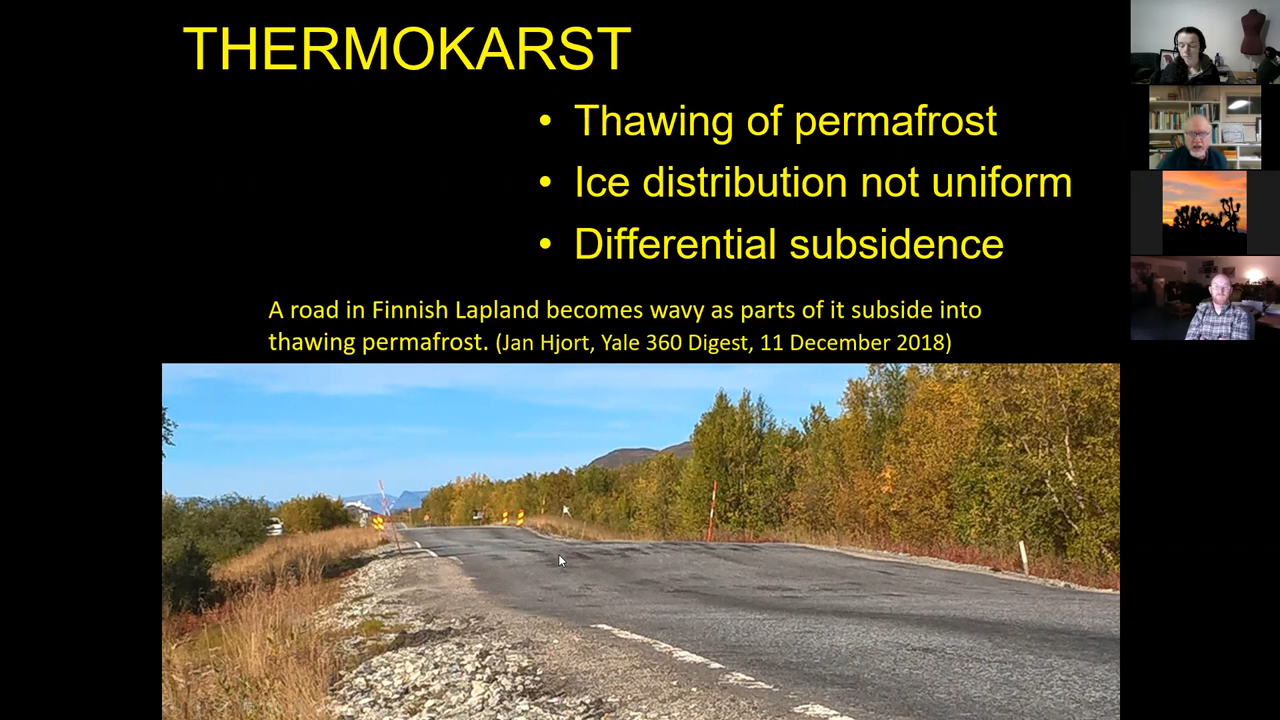 THERMOKARST
• Thawing of permafrost
• Ice distribution not uniform
• Differential subsidence
A road in Finnish Lapland becomes wavy as parts of it subside into
thawing permafrost. (Jan Hjort, Yale 360 Digest, 11 December 2018)